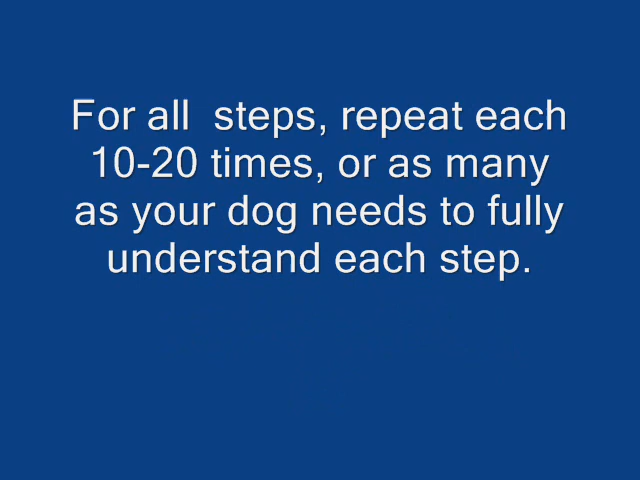 For all  steps, repeat each
10-20 times, or as many
as your dog needs to fully
understand each step.